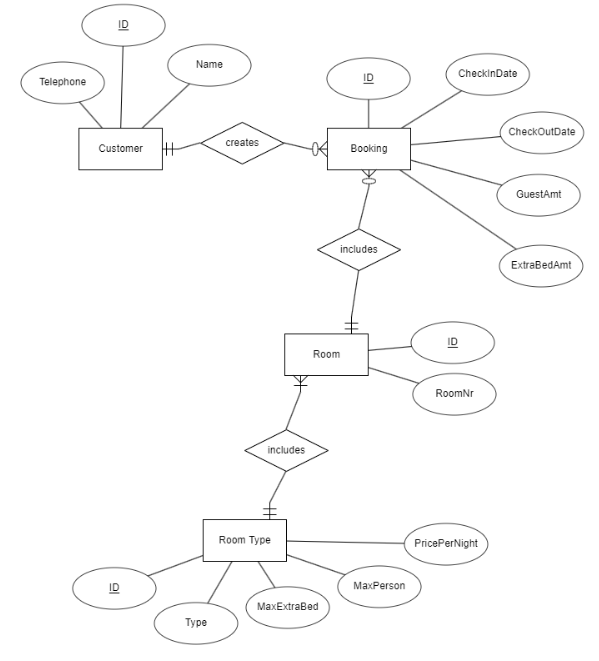 ID
Telephone
Name
ID
CheckInDate
Customer
creates
Booking
CheckOutDate
GuestAmt
includes
ExtraBedAmt
Room
ID
RoomNr
includes
Room Type
PricePerNight
ID
Type
MaxExtraBed
MaxPerson